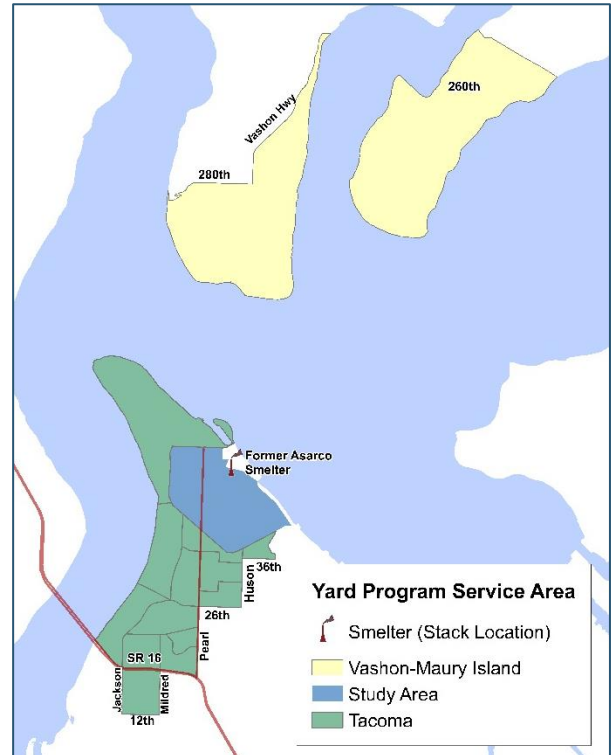 260th
Vashon Hwy
280th
Former Asarco
Smelter
36th
Huson
26th
Pearl
SR 16
Jackson
Mildred
12th
Yard Program Service Area
Smelter (Stack Location)
Vashon-Maury Island
Study Area
Tacoma